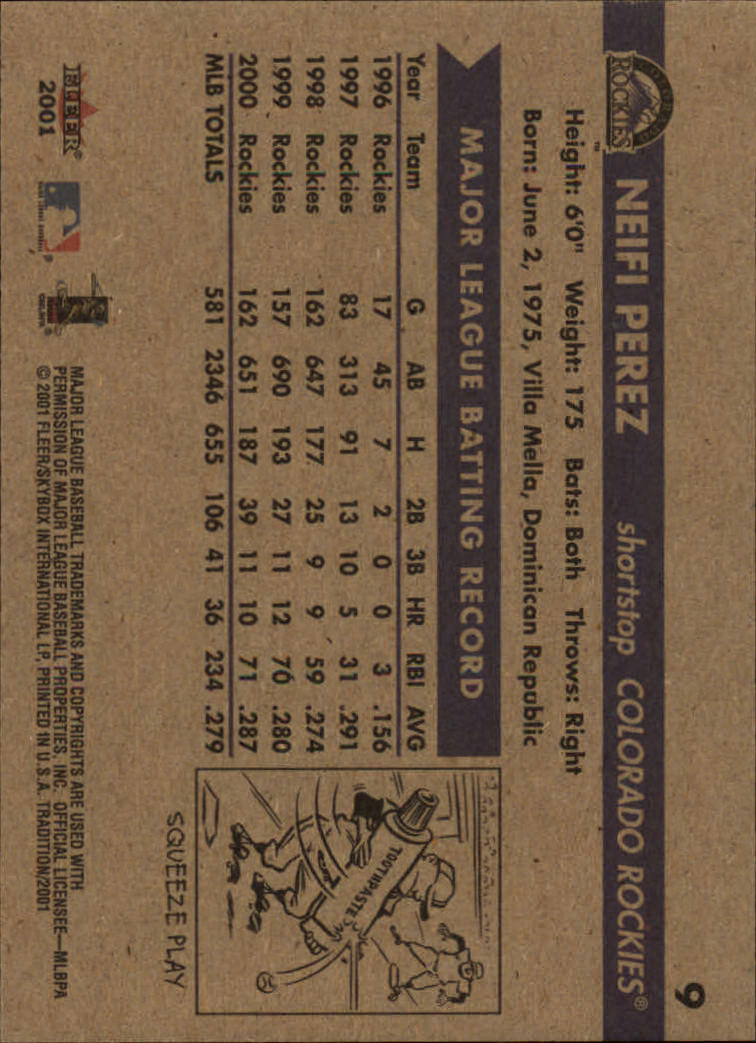 9
ROCKIES™ NEIFI PEREZ shortstop COLORADO ROCKIES®
Height: 6'0" Weight: 175 Bats: Both Throws: Right
Born: June 2, 1975, Villa Mella, Dominican Republic
MAJOR LEAGUE BATTING RECORD
Year Team G AB H 2B 3B HR RBI AVG
1996 Rockies 17 45 7 2 0 0 3 .156
1997 Rockies 83 313 91 13 10 5 31 .291
1998 Rockies 162 647 177 25 9 9 59 .274
1999 Rockies 157 690 193 27 11 12 70 .280
2000 Rockies 162 651 187 39 11 10 71 .287
MLB TOTALS 581 2346 655 106 41 36 234 .279
TOOTHPASTE
SQUEEZE PLAY
FLEER®
2001
MAJOR LEAGUE BASEBALL TRADEMARKS AND COPYRIGHTS ARE USED WITH
PERMISSION OF MAJOR LEAGUE BASEBALL PROPERTIES, INC. OFFICIAL LICENSEE—MLBPA
© 2001 FLEER/SKYBOX INTERNATIONAL LP, PRINTED IN U.S.A. TRADITION/2001